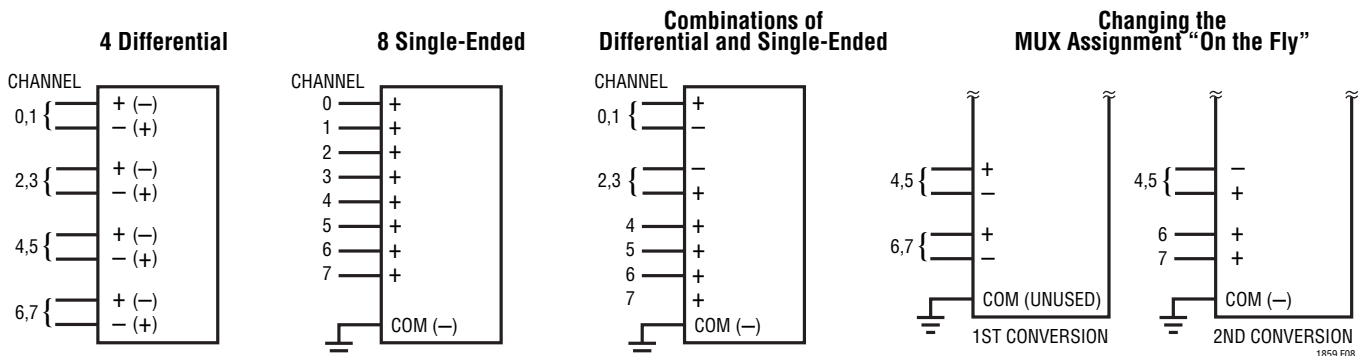 4 Differential
CHANNEL
0,1 { + (–)
– (+)
2,3 { + (–)
– (+)
4,5 { + (–)
– (+)
6,7 { + (–)
– (+)
8 Single-Ended
CHANNEL
0 +
1 +
2 +
3 +
4 +
5 +
6 +
7 +
COM (–)
Combinations of
Differential and Single-Ended
CHANNEL
0,1 { +
–
2,3 { –
+
4 +
5 +
6 +
7 +
COM (–)
Changing the
MUX Assignment “On the Fly”
4,5 { +
–
6,7 { +
–
COM (UNUSED)
1ST CONVERSION
4,5 { –
+
6 +
7 +
COM (–)
2ND CONVERSION
1859 F08